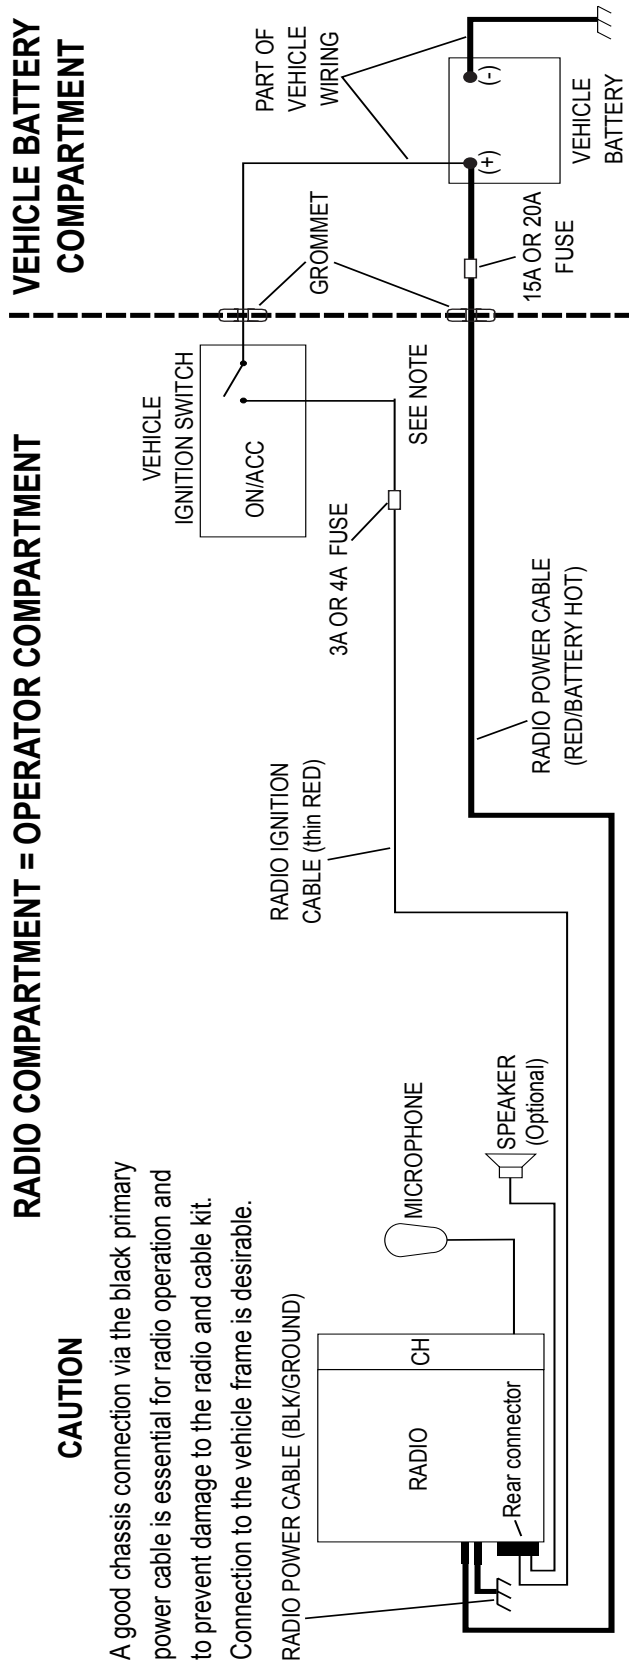 RADIO COMPARTMENT = OPERATOR COMPARTMENT
VEHICLE BATTERY
COMPARTMENT
CAUTION
A good chassis connection via the black primary
power cable is essential for radio operation and
to prevent damage to the radio and cable kit.
Connection to the vehicle frame is desirable.
RADIO POWER CABLE (BLK/GROUND)
RADIO
CH
Rear connector
MICROPHONE
SPEAKER
(Optional)
RADIO IGNITION
CABLE (thin RED)
3A OR 4A FUSE
VEHICLE
IGNITION SWITCH
ON/ACC
SEE NOTE
RADIO POWER CABLE
(RED/BATTERY HOT)
GROMMET
PART OF
VEHICLE
WIRING
15A OR 20A
FUSE
(+)
(-)
VEHICLE
BATTERY